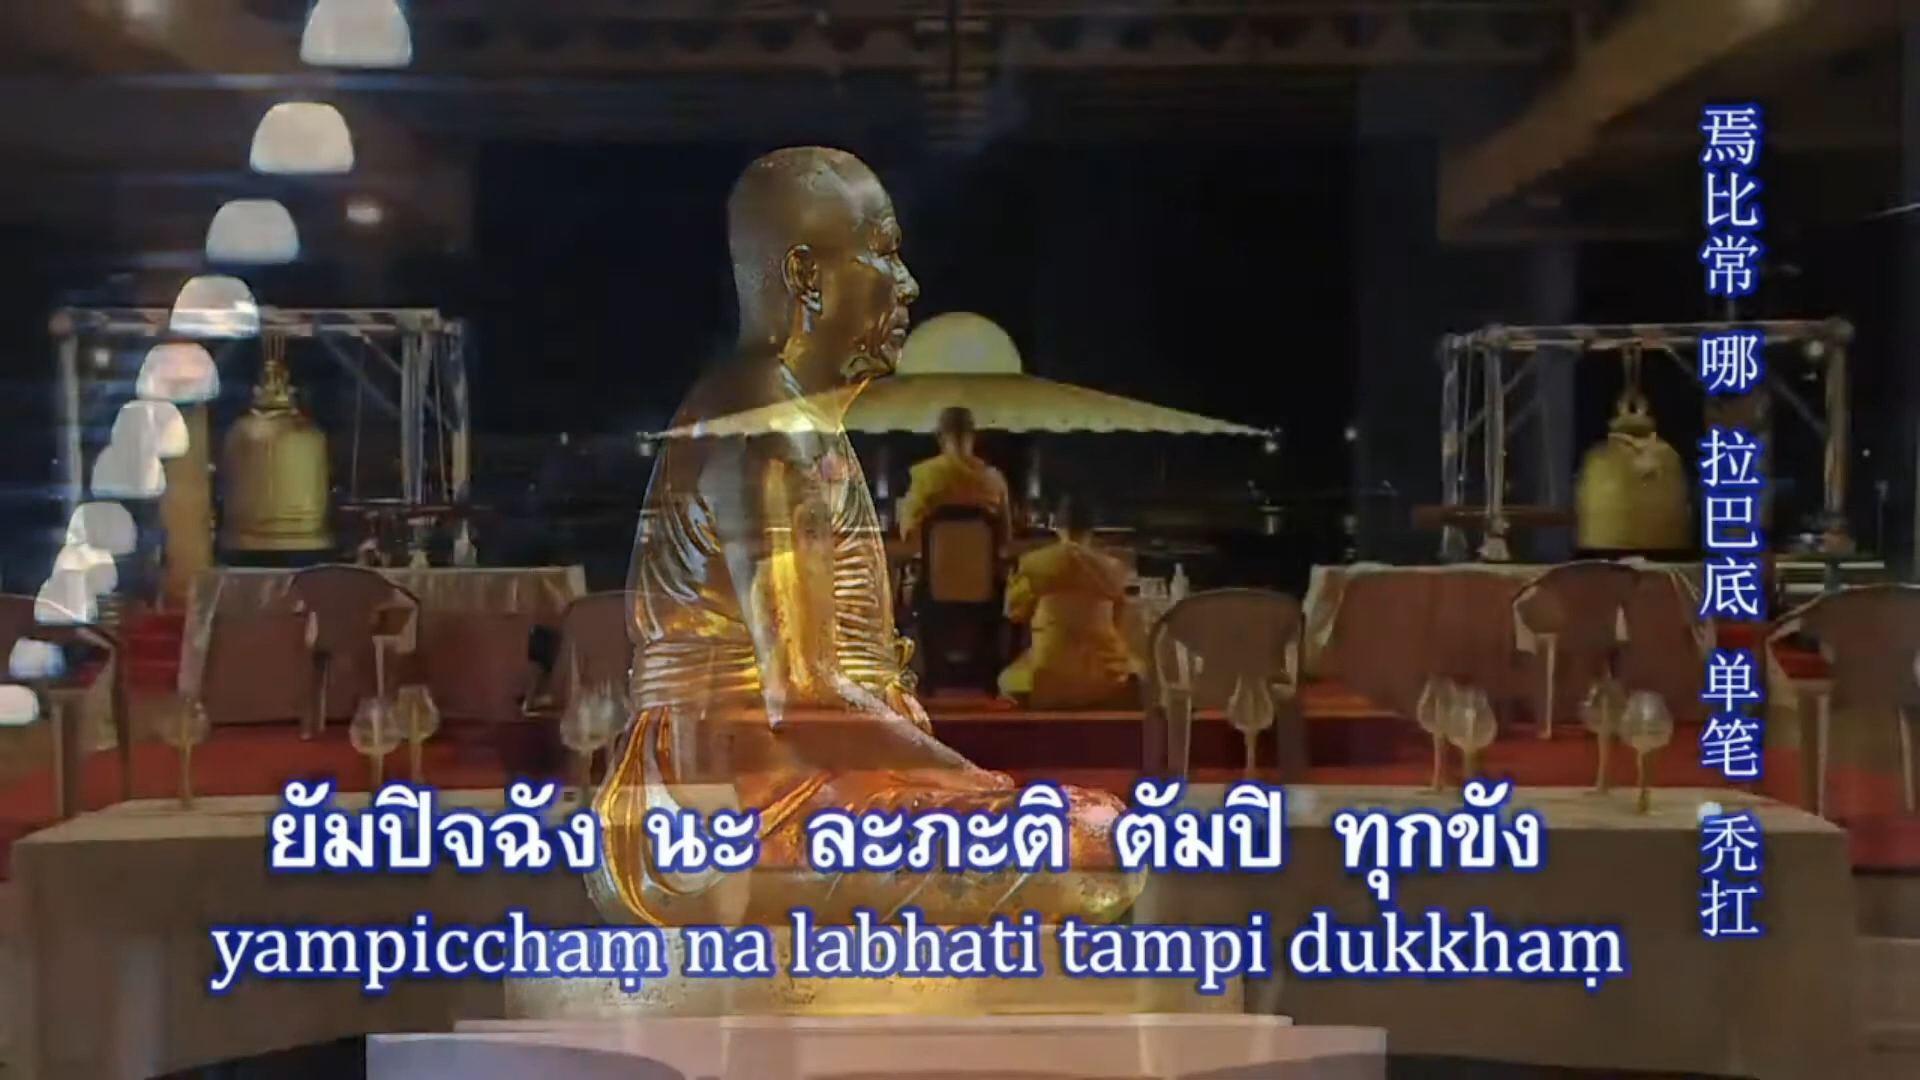 ยัมปิจฉัง นะ ละภะติ ตัมปิ ทุกขัง
yampicchaṃ na labhati tampi dukkhaṃ
焉比常 哪 拉巴底 单笔 秃扛